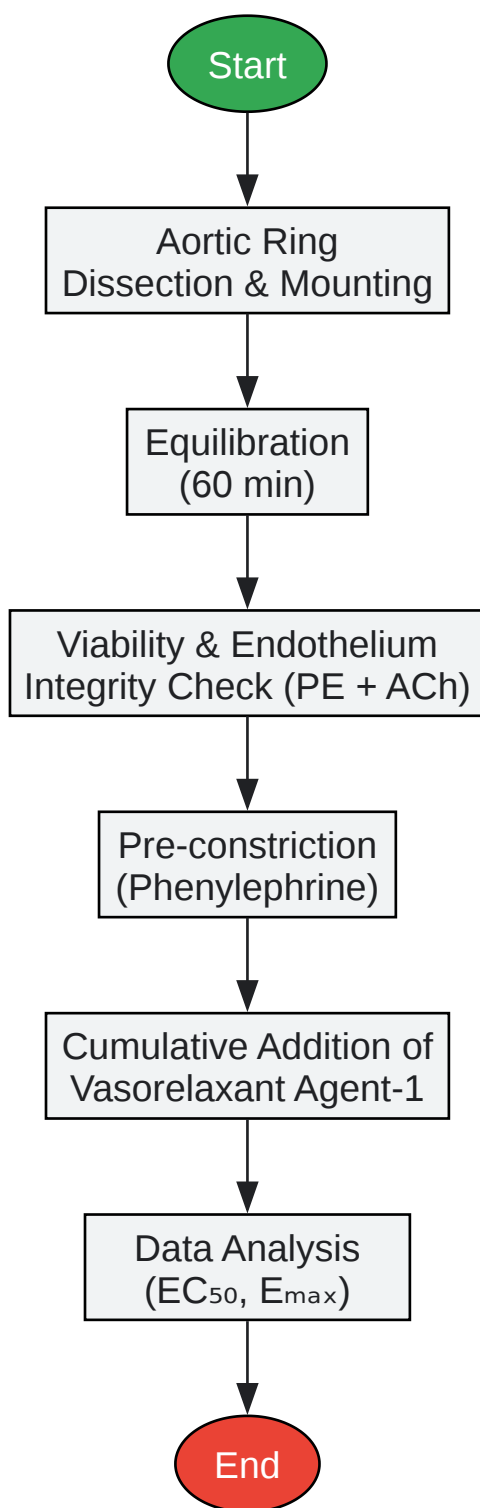 Start
Aortic Ring
Dissection & Mounting
Equilibration
(60 min)
Viability & Endothelium
Integrity Check (PE + ACh)
Pre-constriction
(Phenylephrine)
Cumulative Addition of
Vasorelaxant Agent-1
Data Analysis
(EC₅₀, Eₘₐₓ)
End